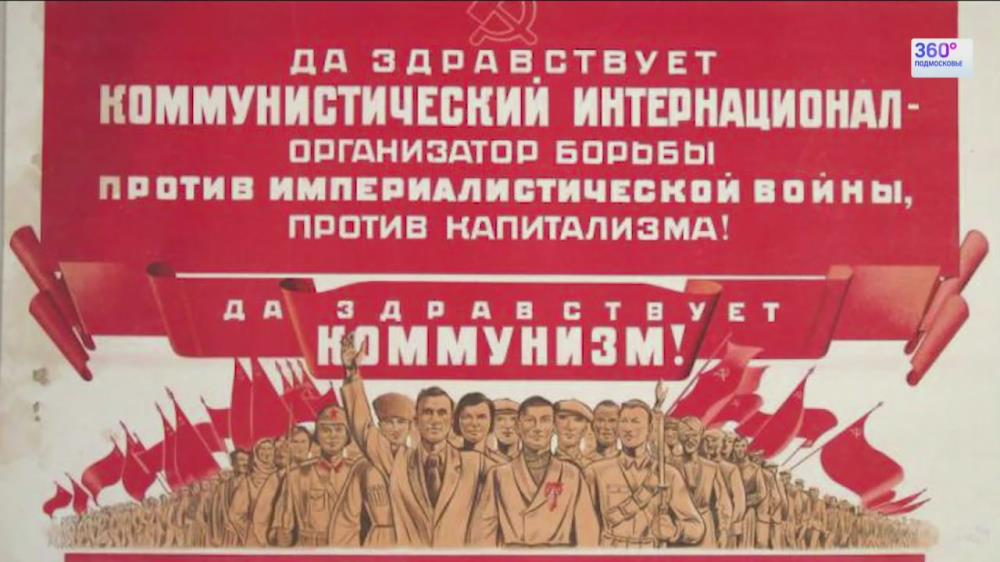 360°
ПОДМОСКОВЬЕ
ДА ЗДРАВСТВУЕТ
КОММУНИСТИЧЕСКИЙ ИНТЕРНАЦИОНАЛ-
ОРГАНИЗАТОР БОРЬБЫ
ПРОТИВ ИМПЕРИАЛИСТИЧЕСКОЙ ВОЙНЫ,
ПРОТИВ КАПИТАЛИЗМА!
ДА ЗДРАВСТВУЕТ
КОММУНИЗМ!